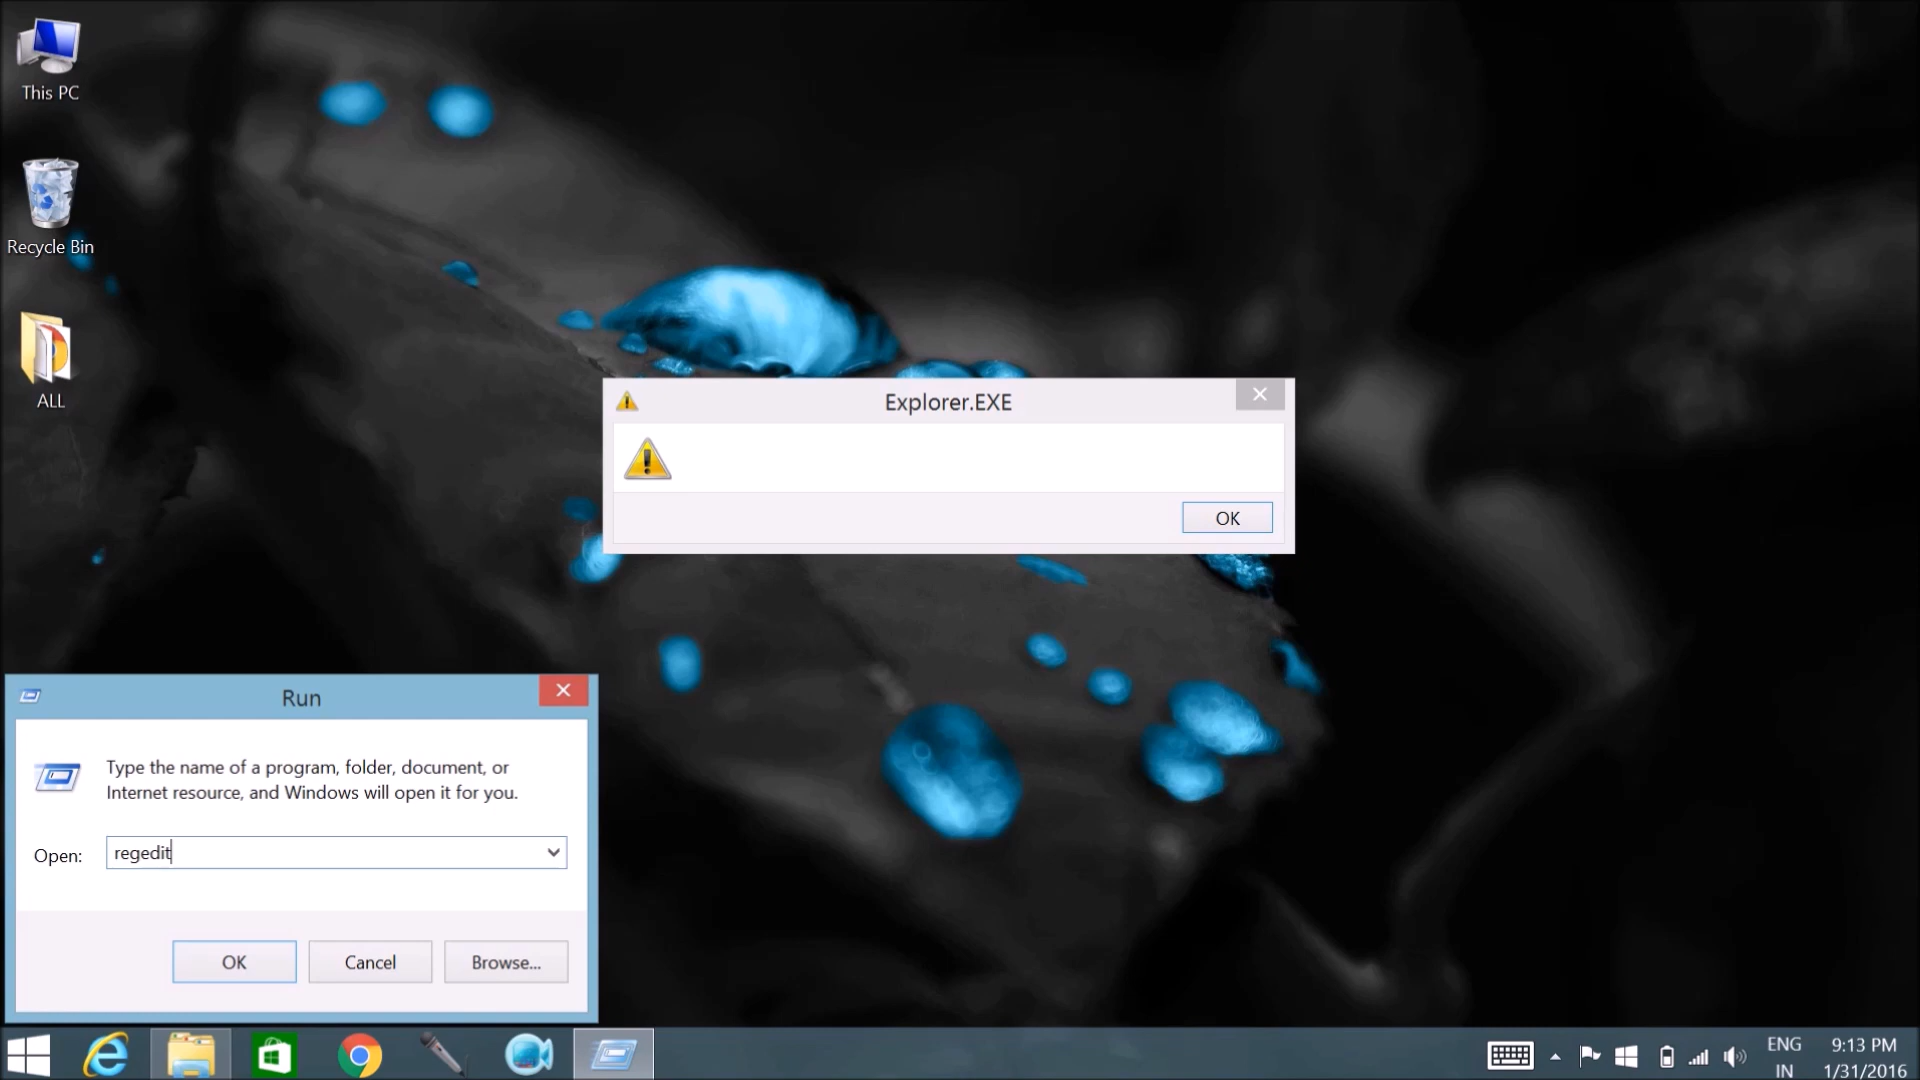 This PC
Recycle Bin
ALL
Explorer.EXE
OK
Run
Type the name of a program, folder, document, or
Internet resource, and Windows will open it for you.
Open:
regedit
OK
Cancel
Browse...
ENG
IN
9:13 PM
1/31/2016